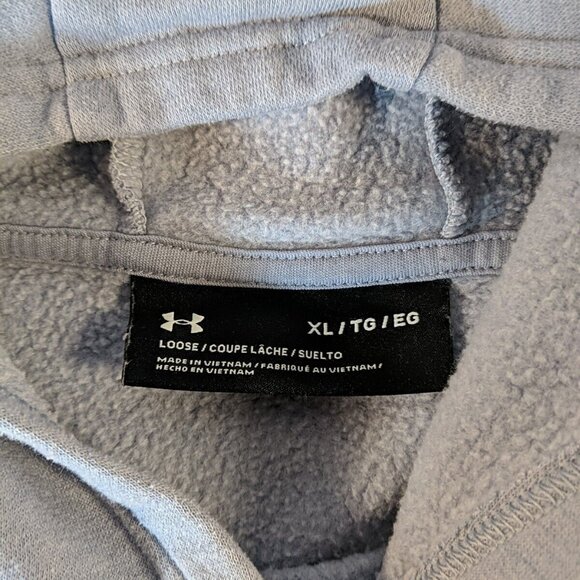 XL / TG / EG
LOOSE / COUPE LÂCHE / SUELTO
MADE IN VIETNAM / FABRIQUÉ AU VIETNAM /
HECHO EN VIETNAM